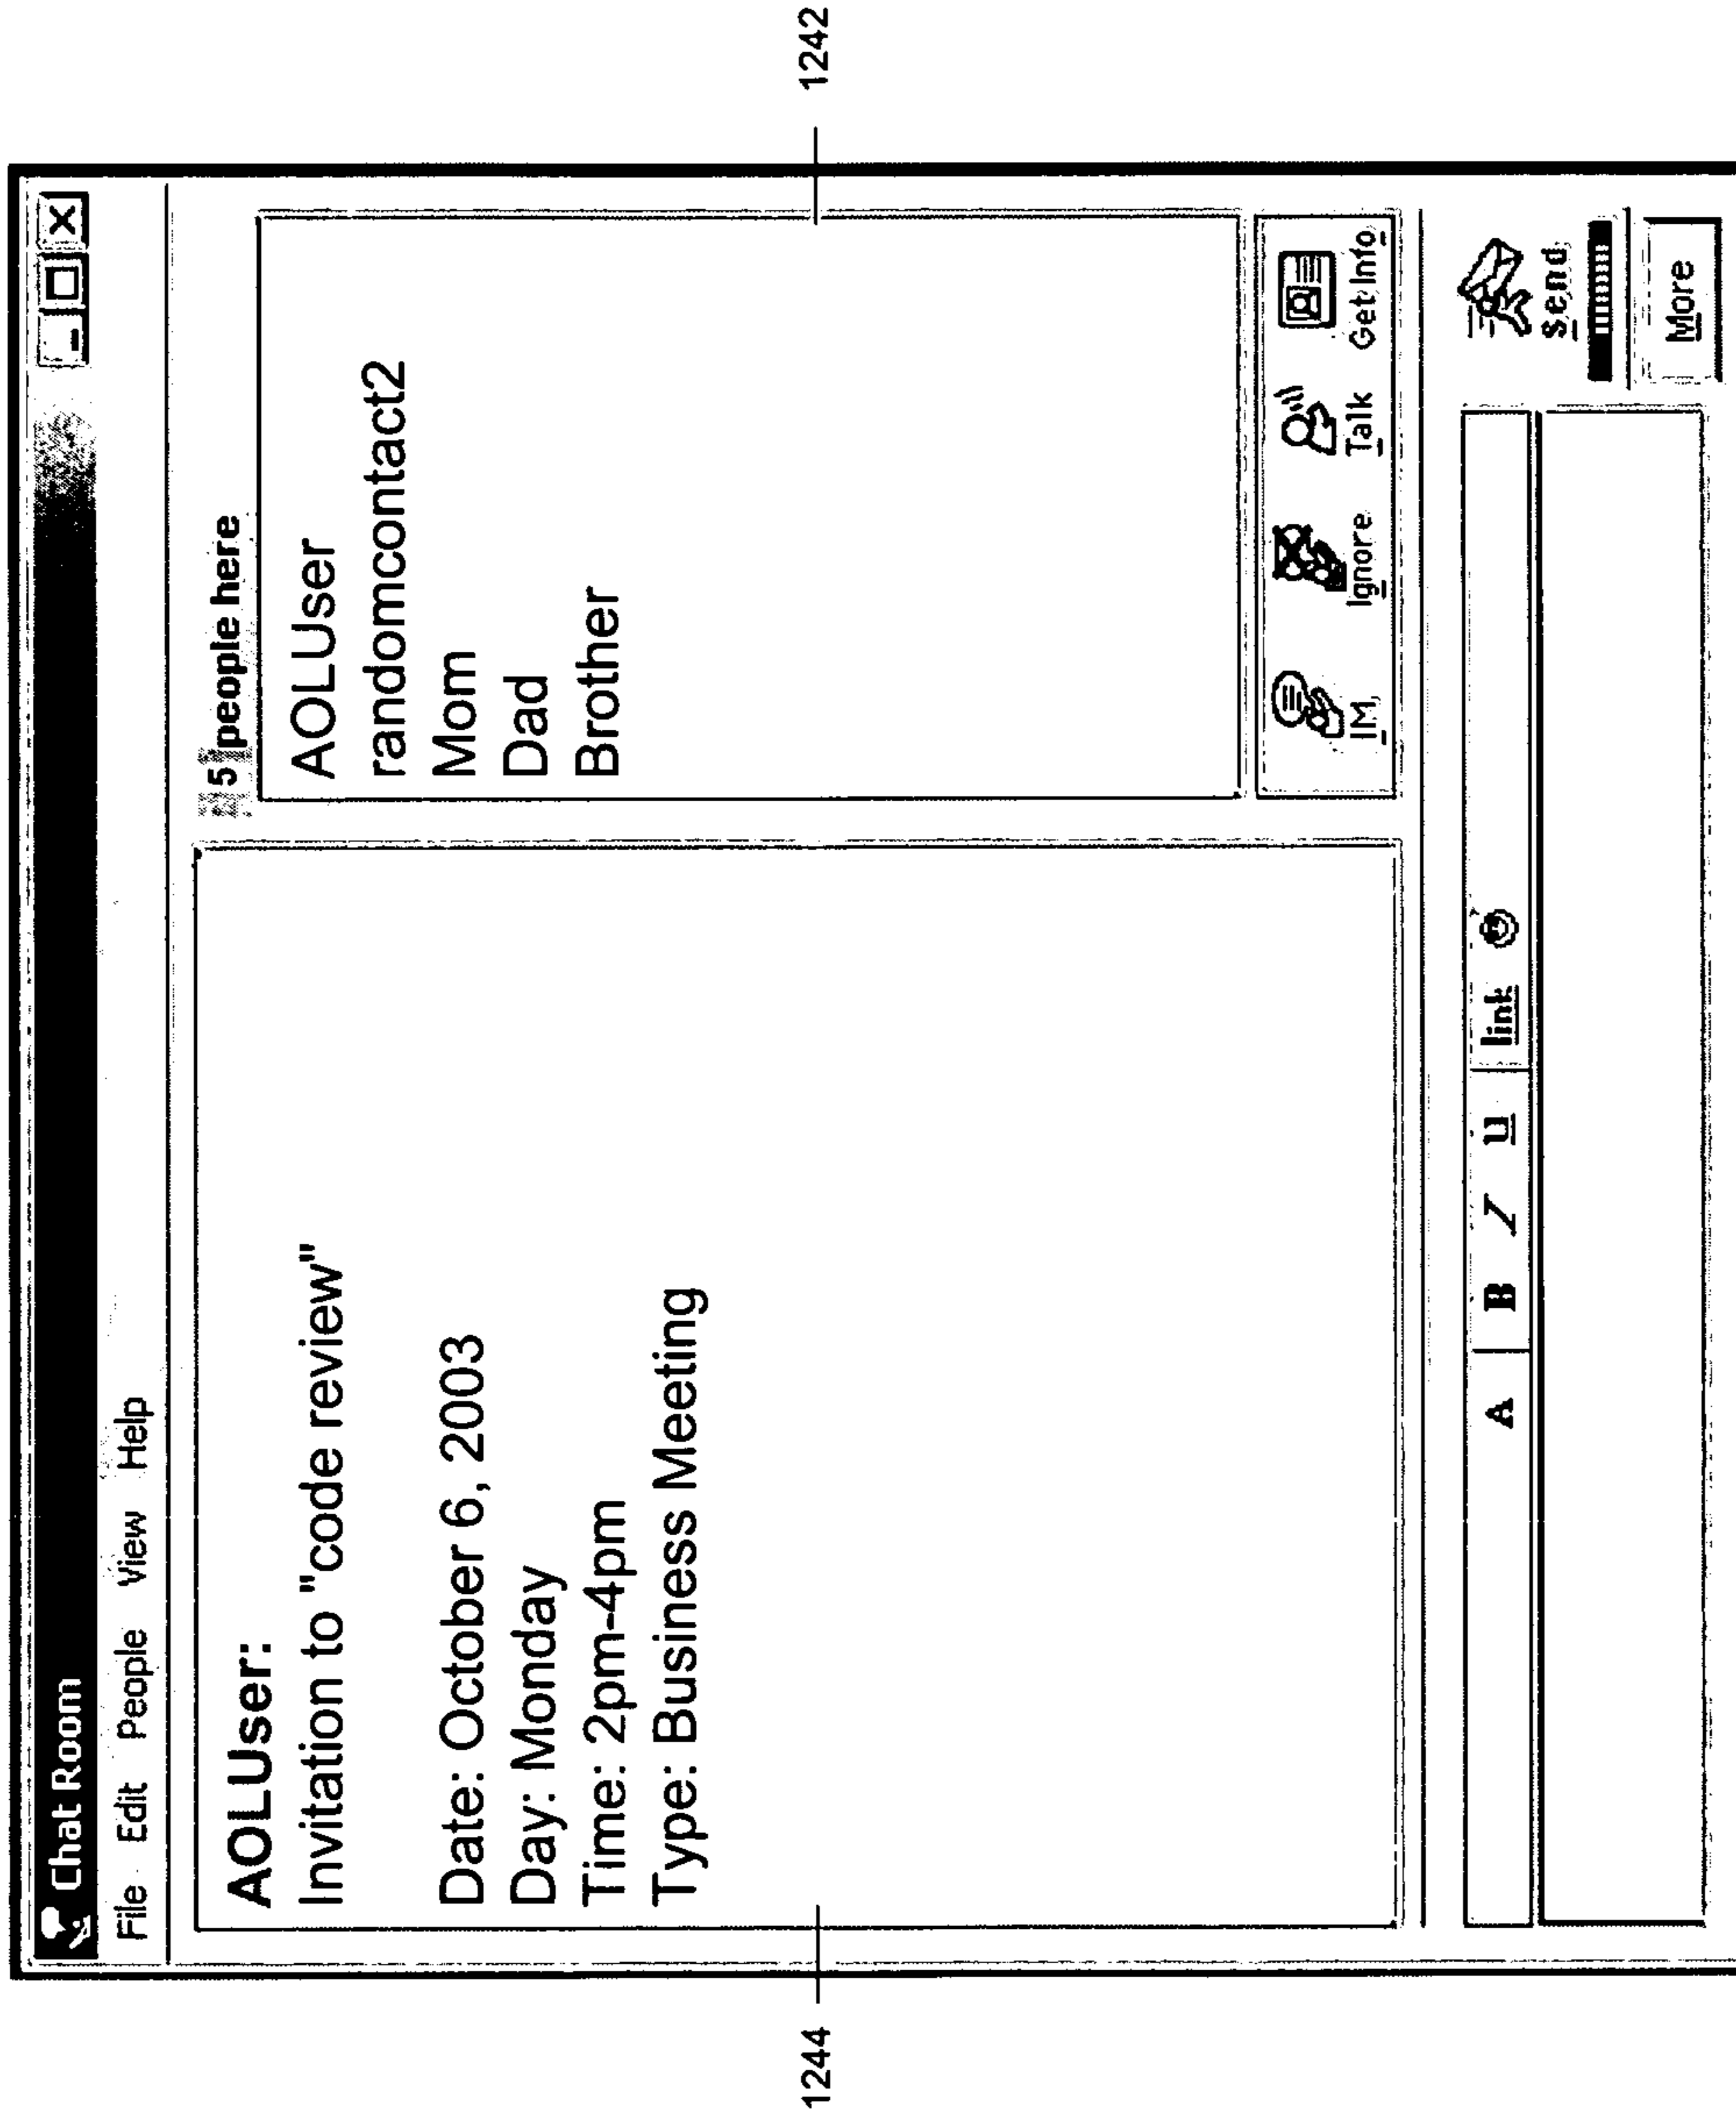 Chat Room
File Edit People View Help
AOLUser:
Invitation to "code review"
Date: October 6, 2003
Day: Monday
Time: 2pm-4pm
Type: Business Meeting
5 people here
AOLUser
randomcontact2
Mom
Dad
Brother
IM Ignore Talk Get Info
A B I U link
Send
More
1244
1242